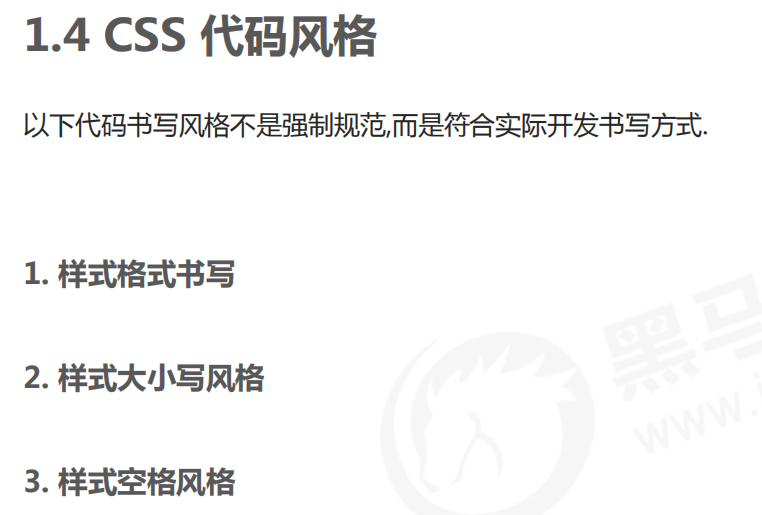 1.4 CSS 代码风格
以下代码书写风格不是强制规范,而是符合实际开发书写方式.
1. 样式格式书写
2. 样式大小写风格
3. 样式空格风格
黑马
www.i